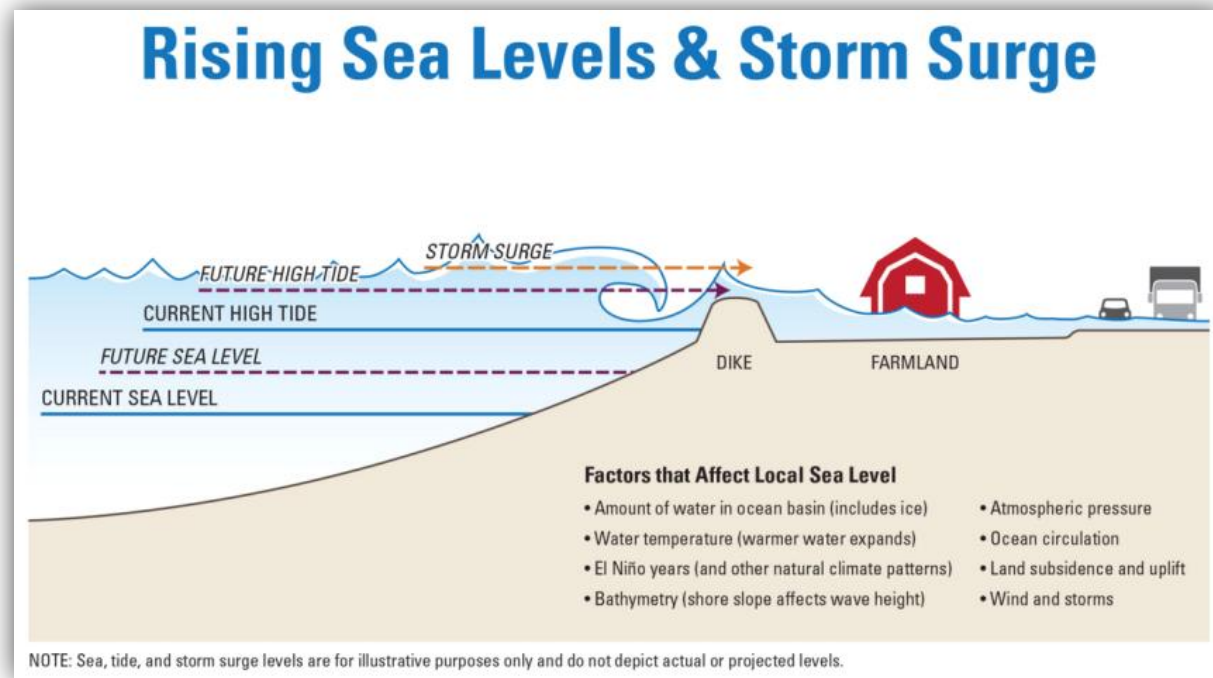 Rising Sea Levels & Storm Surge
STORM SURGE
FUTURE HIGH TIDE
CURRENT HIGH TIDE
FUTURE SEA LEVEL
CURRENT SEA LEVEL
DIKE
FARMLAND
Factors that Affect Local Sea Level
• Amount of water in ocean basin (includes ice)
• Water temperature (warmer water expands)
• El Niño years (and other natural climate patterns)
• Bathymetry (shore slope affects wave height)
• Atmospheric pressure
• Ocean circulation
• Land subsidence and uplift
• Wind and storms
NOTE: Sea, tide, and storm surge levels are for illustrative purposes only and do not depict actual or projected levels.